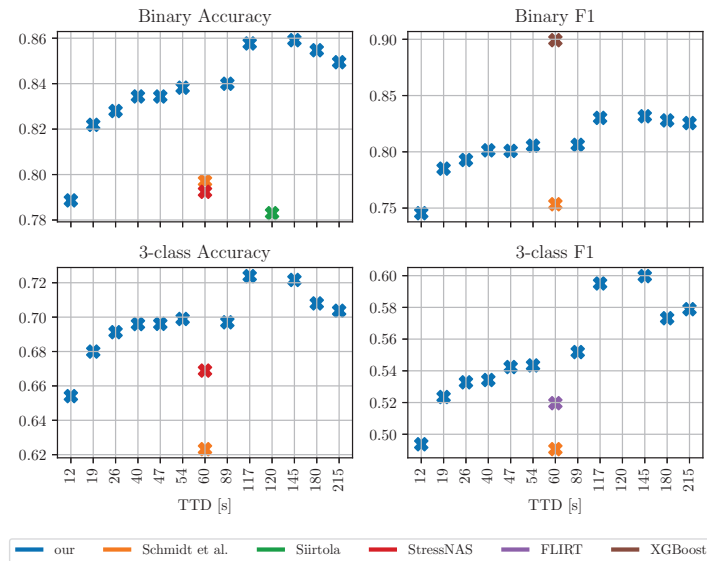 Binary Accuracy
Binary F1
0.86
0.84
0.82
0.80
0.78
0.90
0.85
0.80
0.75
3-class Accuracy
3-class F1
0.72
0.70
0.68
0.66
0.64
0.62
0.60
0.58
0.56
0.54
0.52
0.50
12 19 26 40 47 54 60 89 117 120 145 180 215
12 19 26 40 47 54 60 89 117 120 145 180 215
TTD [s]
TTD [s]
our Schmidt et al. Siirtola StressNAS FLIRT XGBoost